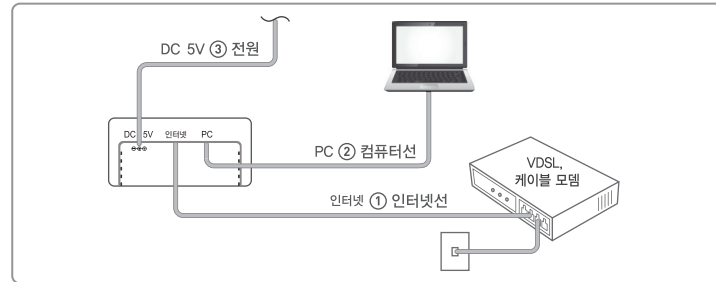 DC 5V ③ 전원
DC 5V 인터넷 PC
PC ② 컴퓨터선
VDSL,
케이블 모뎀
인터넷 ① 인터넷선